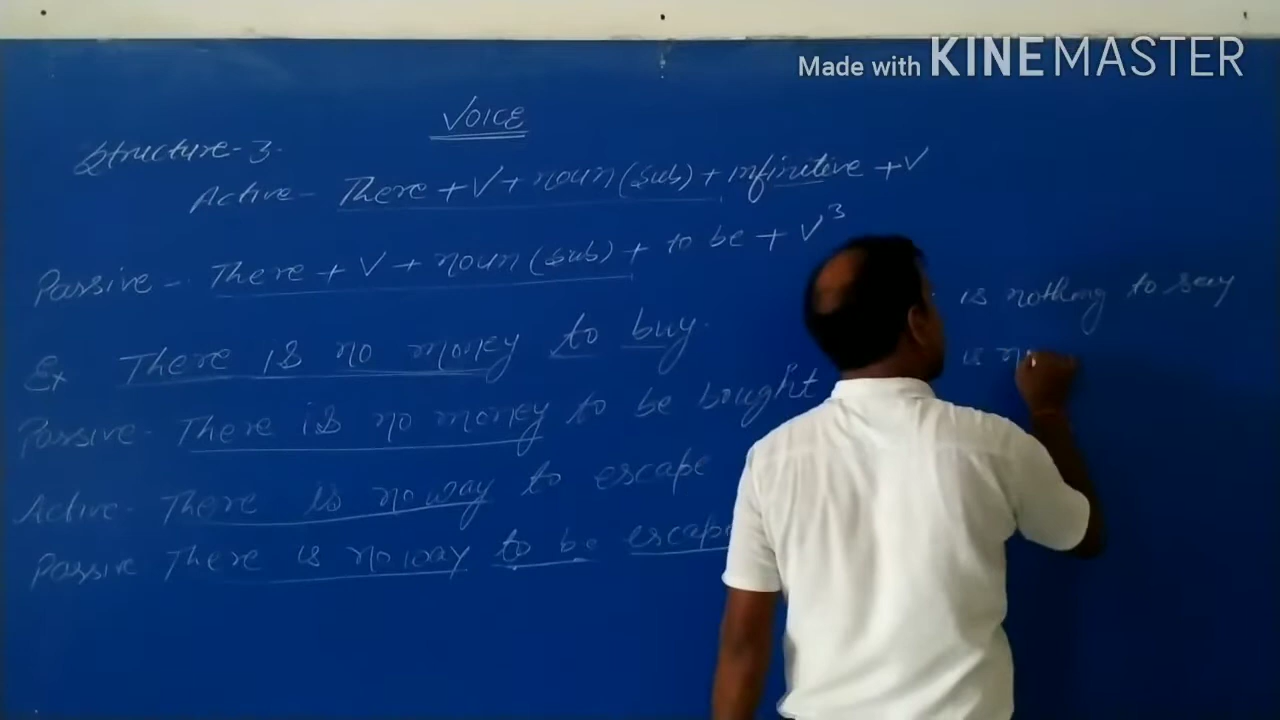 Made with KINEMASTER
VOICE
Structure-3.
Active- There + V + noun (sub) + infinitive + V
Passive- There + V + noun (sub) + to be + V3
Ex There is no money to buy.
Passive- There is no money to be bought
Active- There is no way to escape
Passive There is no way to be escape
is nothing to say
is